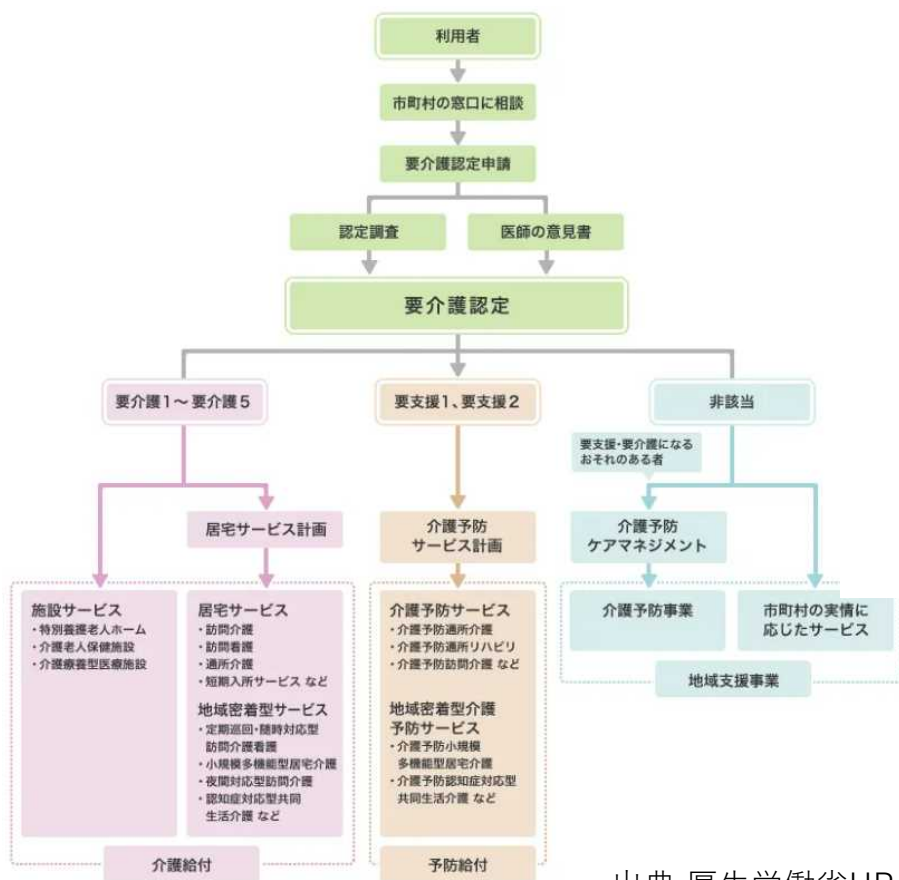 利用者
市町村の窓口に相談
要介護認定申請
認定調査
医師の意見書
要介護認定
要介護1〜要介護5
要支援1、要支援2
非該当
要支援・要介護になる
おそれのある者
居宅サービス計画
介護予防
サービス計画
介護予防
ケアマネジメント
施設サービス
・特別養護老人ホーム
・介護老人保健施設
・介護療養型医療施設
居宅サービス
・訪問介護
・訪問看護
・通所介護
・短期入所サービス など
地域密着型サービス
・定期巡回・随時対応型
訪問介護看護
・小規模多機能型居宅介護
・夜間対応型訪問介護
・認知症対応型共同
生活介護 など
介護給付
介護予防サービス
・介護予防通所介護
・介護予防通所リハビリ
・介護予防訪問介護 など
地域密着型介護
予防サービス
・介護予防小規模
多機能型居宅介護
・介護予防認知症対応型
共同生活介護 など
予防給付
介護予防事業
市町村の実情に
応じたサービス
地域支援事業
出典 厚生労働省HP